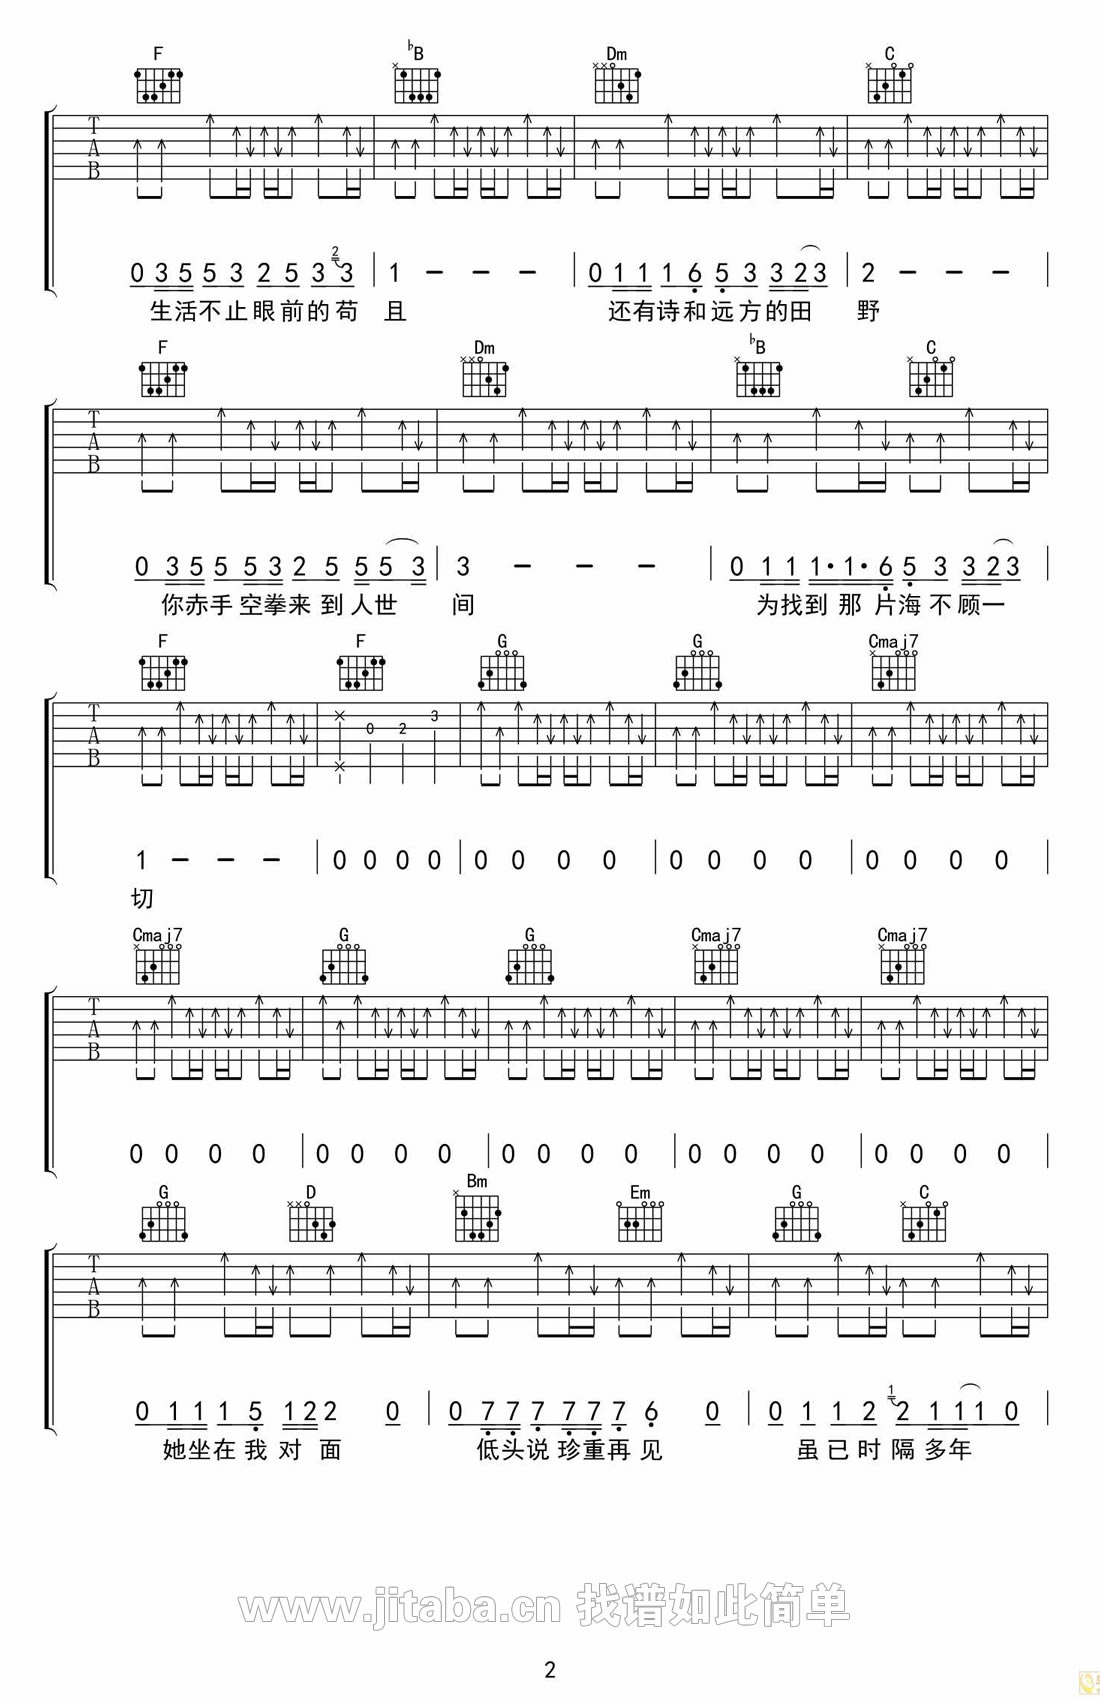 F ♭B Dm C
T
A
B
0 3 5 5 3 2 5 3 2 3 | 1 − − − | 0 1 1 1 6 5 3 3 2 3 | 2 − − −
生活不止眼前的苟 且 还有诗和远方的田 野
F Dm ♭B C
T
A
B
0 3 5 5 5 3 2 5 5 5 3 | 3 − − − | 0 1 1 1 · 1 · 6 5 3 3 2 3 |
你赤手空拳来到人世 间 为找到那片海不顾一
F F G G Cmaj7
T
A
B
0 2 3
1 − − − | 0 0 0 0 | 0 0 0 0 | 0 0 0 0 | 0 0 0 0 |
切
Cmaj7 G G Cmaj7 Cmaj7
T
A
B
0 0 0 0 | 0 0 0 0 | 0 0 0 0 | 0 0 0 0 | 0 0 0 0 |
G D Bm Em G C
T
A
B
0 1 1 1 5 1 2 2 0 | 0 7 7 7 7 7 7 6 0 | 0 1 1 2 1 2 1 1 1 0 |
她坐在我对面 低头说珍重再见 虽已时隔多年
www.jitaba.cn 找谱如此简单
2